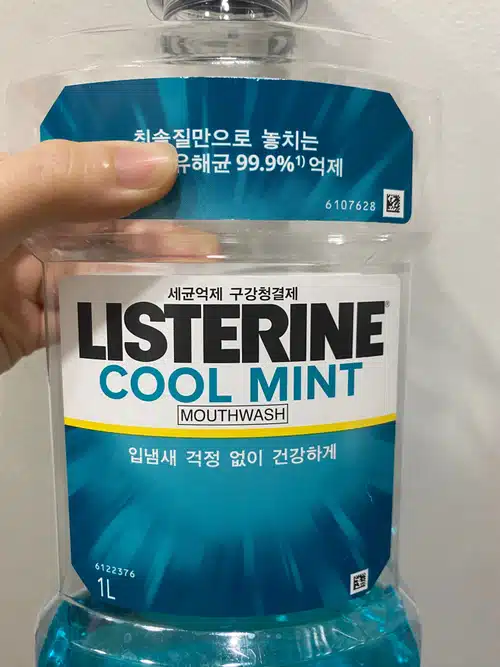 칫솔질만으로 놓치는
유해균 99.9%¹⁾ 억제
6107628
세균억제 구강청결제
LISTERINE®
COOL MINT
MOUTHWASH
입냄새 걱정 없이 건강하게
6122376
1L